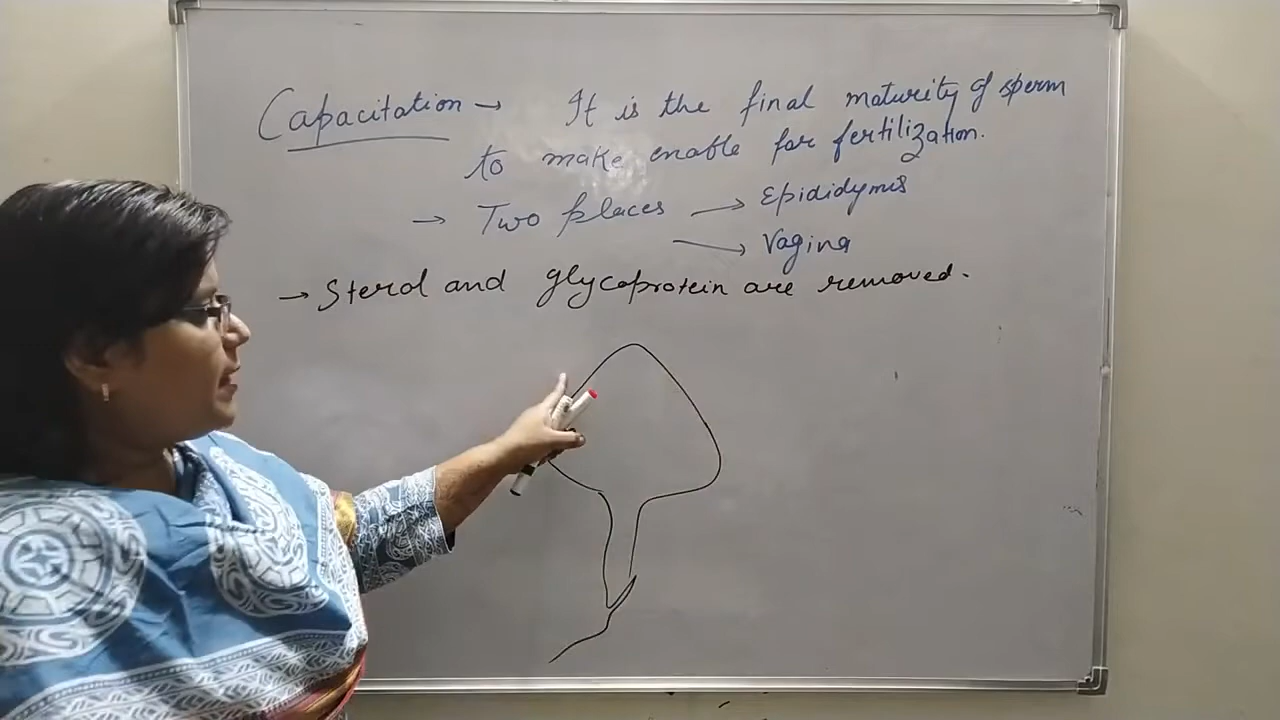 Capacitation → It is the final maturity of sperm
to make enable for fertilization.
→ Two places → Epididymis
→ Vagina
→ Sterol and glycoprotein are removed.